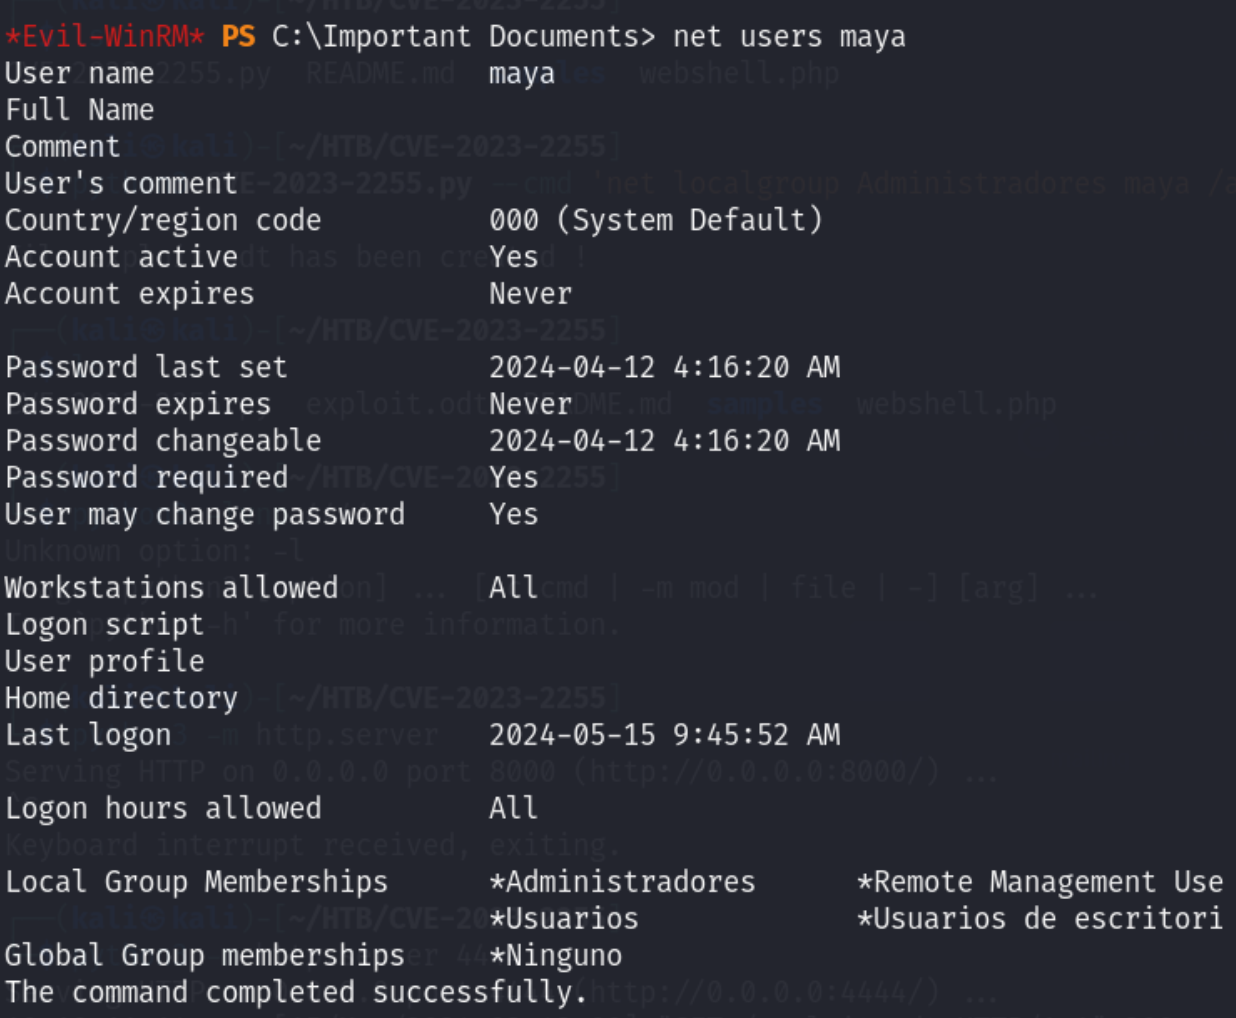 *Evil-WinRM* PS C:\Important Documents> net users maya
User name                    maya
Full Name
Comment
User's comment
Country/region code          000 (System Default)
Account active               Yes
Account expires              Never
Password last set            2024-04-12 4:16:20 AM
Password expires             Never
Password changeable          2024-04-12 4:16:20 AM
Password required            Yes
User may change password     Yes
Workstations allowed         All
Logon script
User profile
Home directory
Last logon                   2024-05-15 9:45:52 AM
Logon hours allowed          All
Local Group Memberships      *Administradores      *Remote Management Use
                             *Usuarios             *Usuarios de escritori
Global Group memberships     *Ninguno
The command completed successfully.